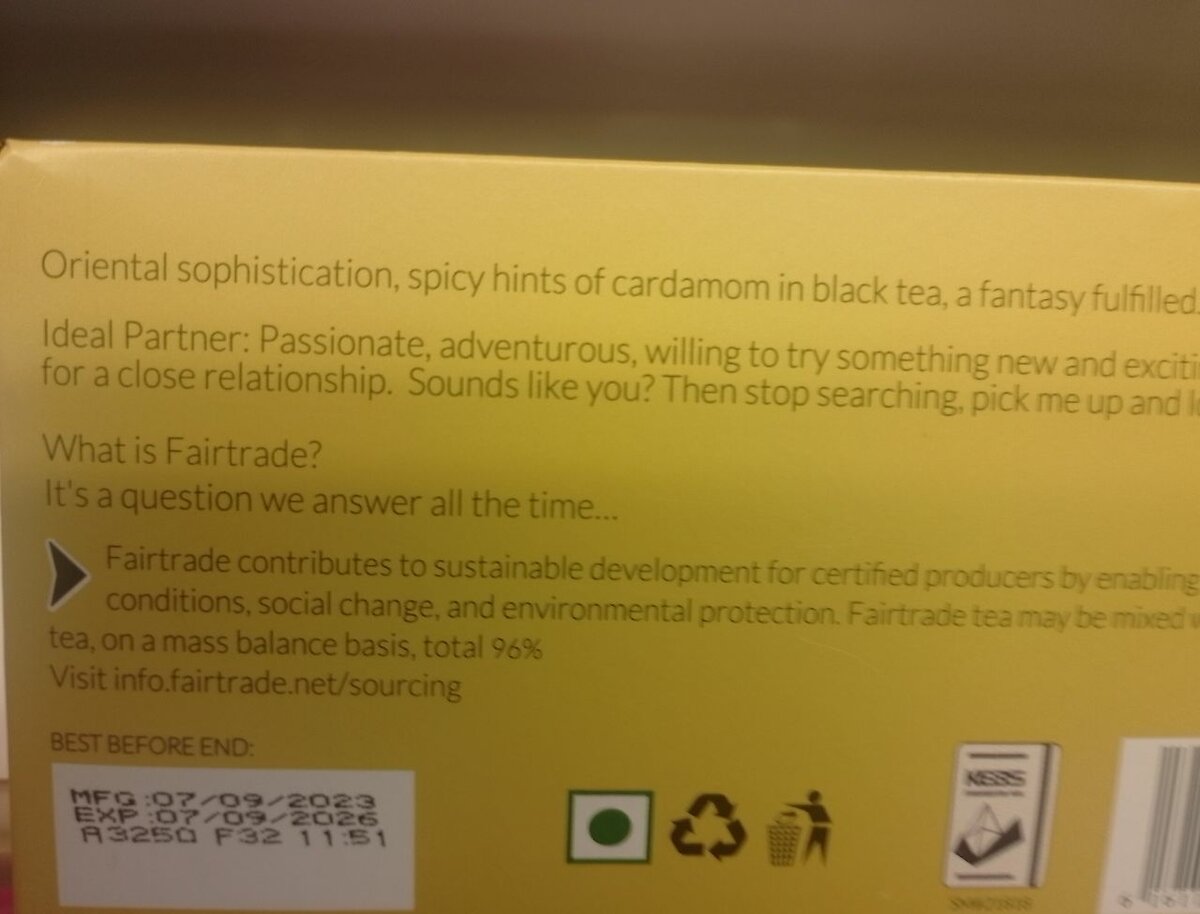 Oriental sophistication, spicy hints of cardamom in black tea, a fantasy fulfilled.
Ideal Partner: Passionate, adventurous, willing to try something new and exciti
for a close relationship. Sounds like you? Then stop searching, pick me up and
What is Fairtrade?
It's a question we answer all the time...
Fairtrade contributes to sustainable development for certified producers by enabling
conditions, social change, and environmental protection. Fairtrade tea may be mixed
tea, on a mass balance basis, total 96%
Visit info.fairtrade.net/sourcing
BEST BEFORE END:
MFG :07/09/2023
EXP :07/09/2026
A3250 F32 11:51
KEBS